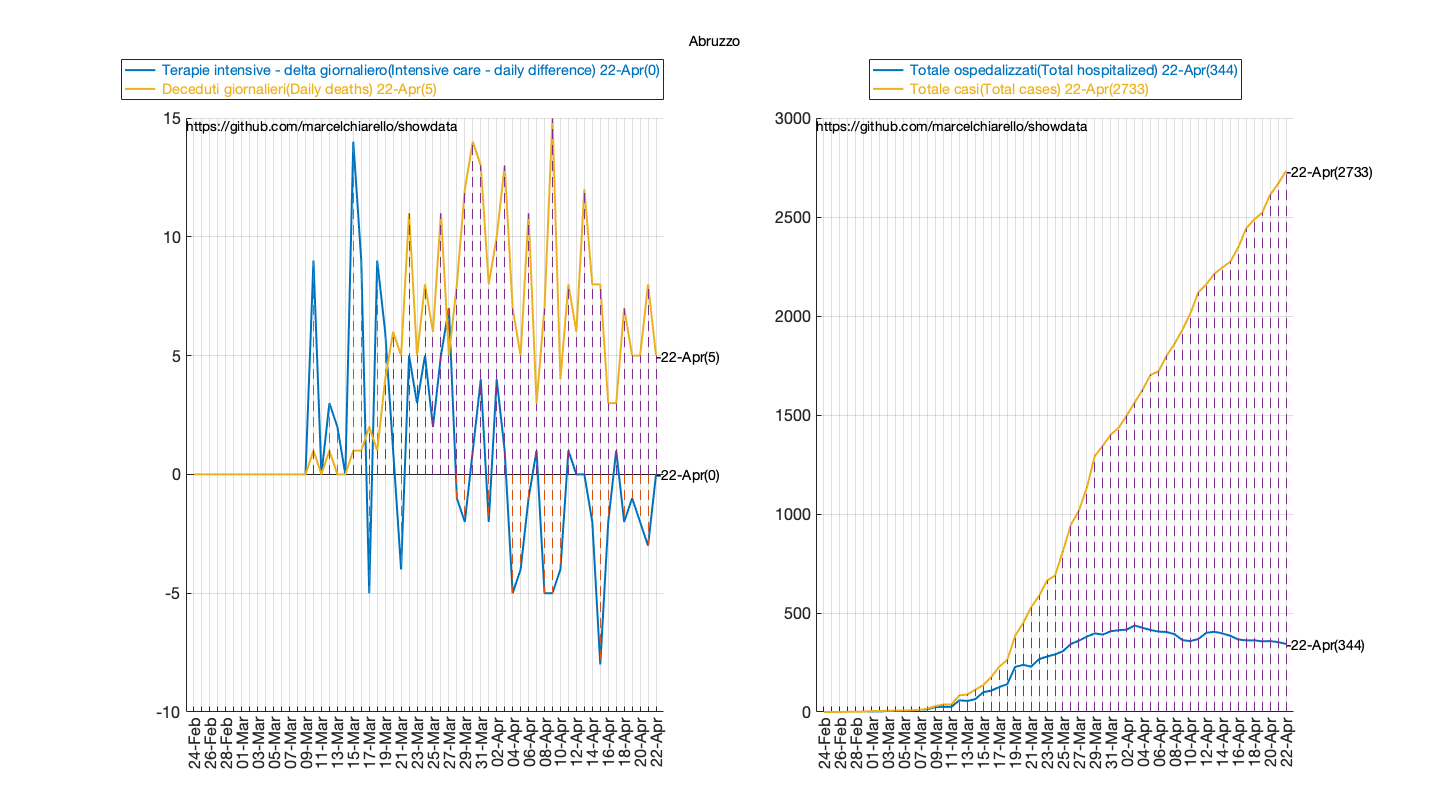 Abruzzo
Terapie intensive - delta giornaliero(Intensive care - daily difference) 22-Apr(0)
Deceduti giornalieri(Daily deaths) 22-Apr(5)
https://github.com/marcelchiarello/showdata
15
10
5
0
-5
-10
22-Apr(5)
22-Apr(0)
24-Feb
26-Feb
28-Feb
01-Mar
03-Mar
05-Mar
07-Mar
09-Mar
11-Mar
13-Mar
15-Mar
17-Mar
19-Mar
21-Mar
23-Mar
25-Mar
27-Mar
29-Mar
31-Mar
02-Apr
04-Apr
06-Apr
08-Apr
10-Apr
12-Apr
14-Apr
16-Apr
18-Apr
20-Apr
22-Apr
Totale ospedalizzati(Total hospitalized) 22-Apr(344)
Totale casi(Total cases) 22-Apr(2733)
https://github.com/marcelchiarello/showdata
3000
2500
2000
1500
1000
500
0
22-Apr(2733)
22-Apr(344)
24-Feb
26-Feb
28-Feb
01-Mar
03-Mar
05-Mar
07-Mar
09-Mar
11-Mar
13-Mar
15-Mar
17-Mar
19-Mar
21-Mar
23-Mar
25-Mar
27-Mar
29-Mar
31-Mar
02-Apr
04-Apr
06-Apr
08-Apr
10-Apr
12-Apr
14-Apr
16-Apr
18-Apr
20-Apr
22-Apr